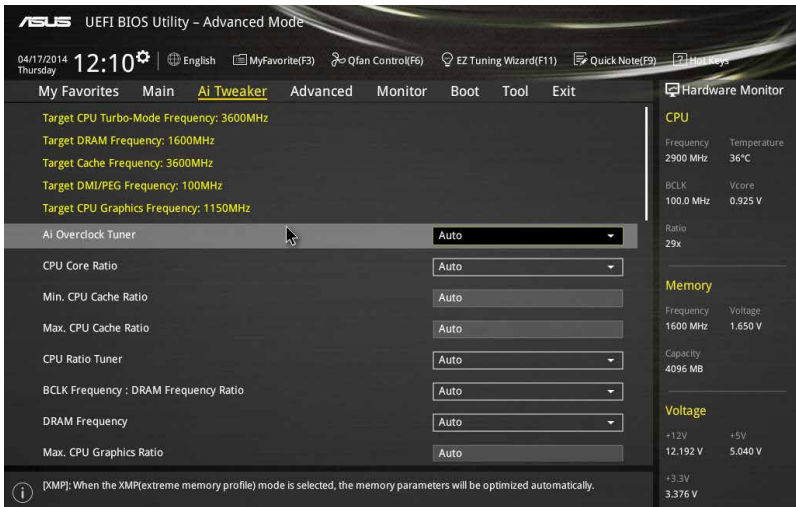 ASUS UEFI BIOS Utility – Advanced Mode
04/17/2014
Thursday
12:10
English
MyFavorite(F3)
Qfan Control(F6)
EZ Tuning Wizard(F11)
Quick Note(F9)
Hot Keys
My Favorites
Main
Ai Tweaker
Advanced
Monitor
Boot
Tool
Exit
Target CPU Turbo-Mode Frequency: 3600MHz
Target DRAM Frequency: 1600MHz
Target Cache Frequency: 3600MHz
Target DMI/PEG Frequency: 100MHz
Target CPU Graphics Frequency: 1150MHz
Ai Overclock Tuner Auto
CPU Core Ratio Auto
Min. CPU Cache Ratio Auto
Max. CPU Cache Ratio Auto
CPU Ratio Tuner Auto
BCLK Frequency : DRAM Frequency Ratio Auto
DRAM Frequency Auto
Max. CPU Graphics Ratio Auto
[XMP]: When the XMP(extreme memory profile) mode is selected, the memory parameters will be optimized automatically.
Hardware Monitor
CPU
Frequency Temperature
2900 MHz 36°C
BCLK Vcore
100.0 MHz 0.925 V
Ratio
29x
Memory
Frequency Voltage
1600 MHz 1.650 V
Capacity
4096 MB
Voltage
+12V +5V
12.192 V 5.040 V
+3.3V
3.376 V